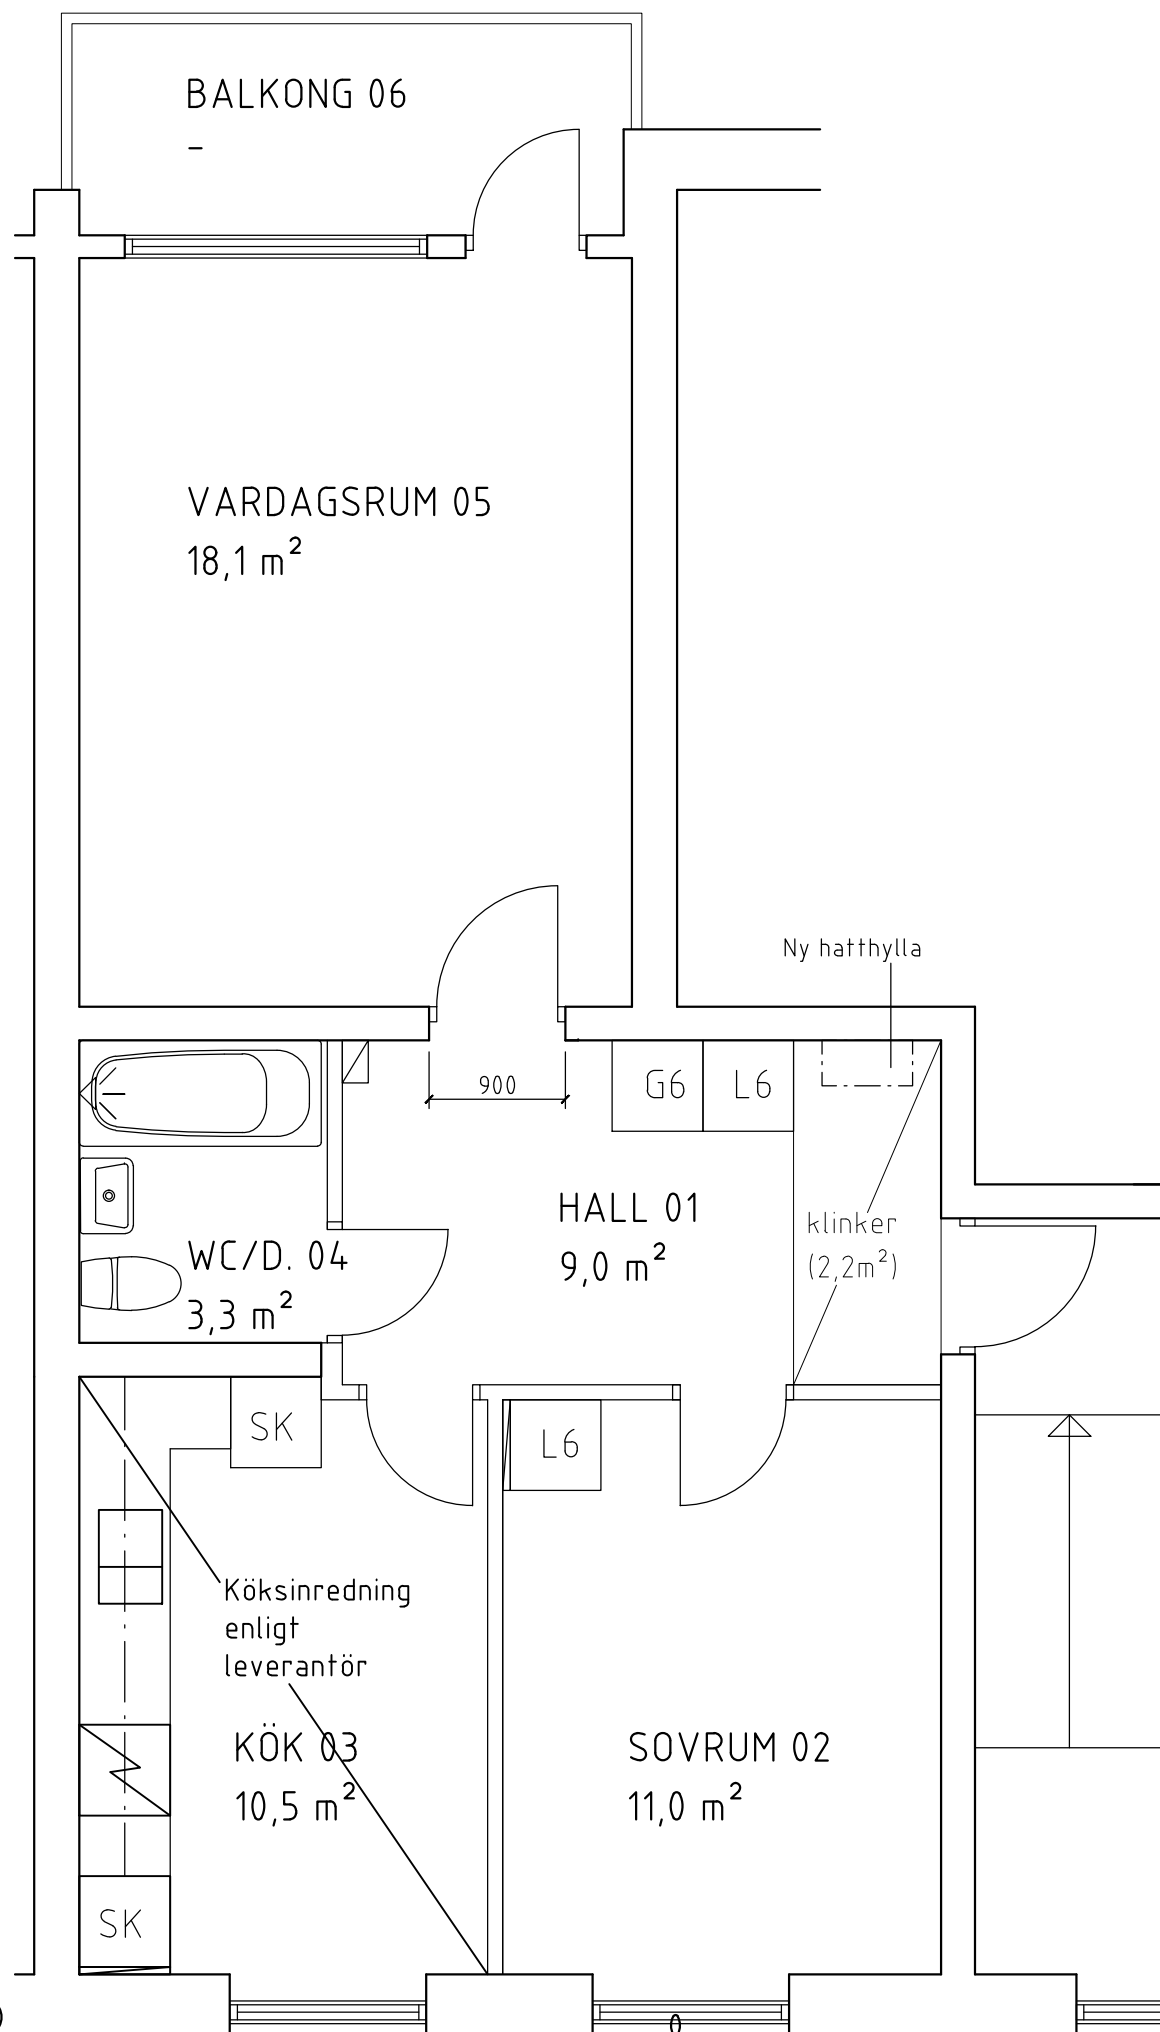 BALKONG 06
-
VARDAGSRUM 05
18,1 m²
Ny hatthylla
900
G6
L6
HALL 01
9,0 m²
klinker
(2,2m²)
WC/D. 04
3,3 m²
SK
L6
Köksinredning
enligt
leverantör
KÖK 03
10,5 m²
SOVRUM 02
11,0 m²
SK